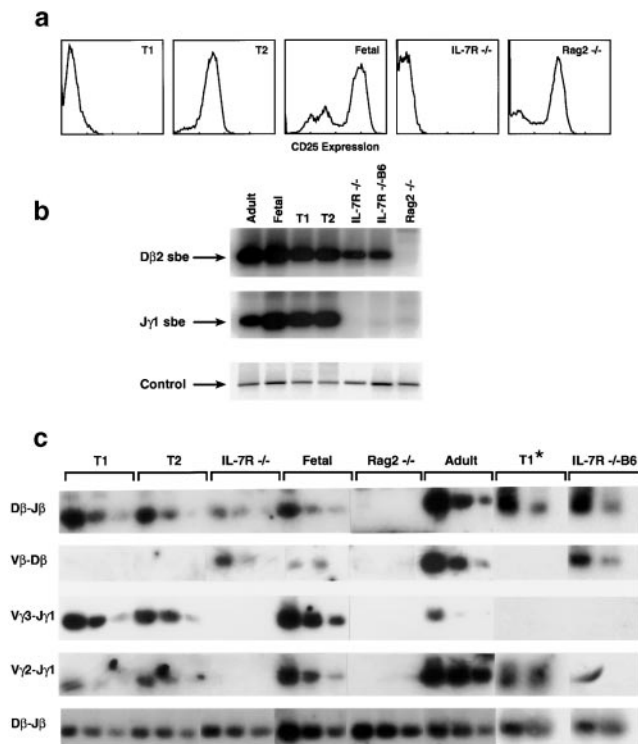 a
T1
T2
Fetal
IL-7R -/-
Rag2 -/-
CD25 Expression
b
Adult
Fetal
T1
T2
IL-7R -/-
IL-7R -/-B6
Rag2 -/-
Dβ2 sbe
Jγ1 sbe
Control
c
T1 T2 IL-7R -/- Fetal Rag2 -/- Adult T1* IL-7R -/-B6
Dβ-Jβ
Vβ-Dβ
Vγ3-Jγ1
Vγ2-Jγ1
Dβ-Jβ